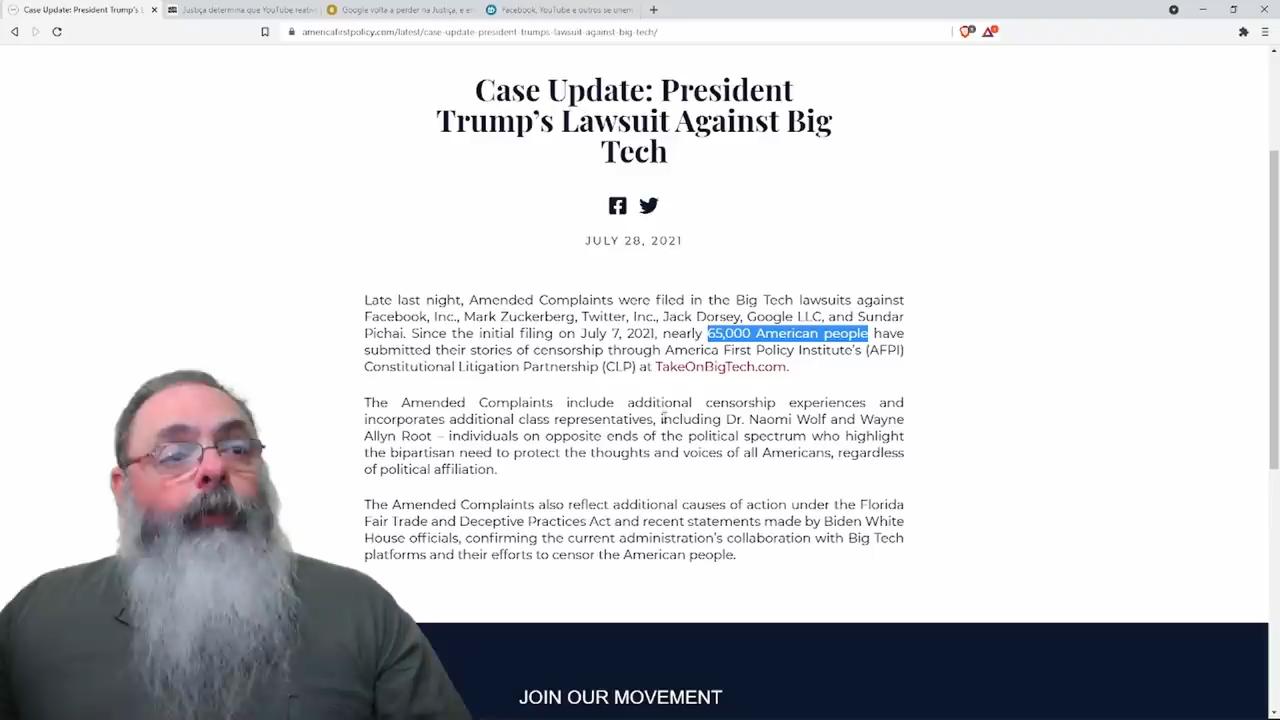 Case Update: President Trump's L
Justiça determina que YouTube reativ
Google volta a perder na Justiça, e em
Facebook, YouTube e outros se unem
americafirstpolicy.com/latest/case-update-president-trumps-lawsuit-against-big-tech/
Case Update: President
Trump's Lawsuit Against Big
Tech
JULY 28, 2021
Late last night, Amended Complaints were filed in the Big Tech lawsuits against
Facebook, Inc., Mark Zuckerberg, Twitter, Inc., Jack Dorsey, Google LLC, and Sundar
Pichai. Since the initial filing on July 7, 2021, nearly 65,000 American people have
submitted their stories of censorship through America First Policy Institute's (AFPI)
Constitutional Litigation Partnership (CLP) at TakeOnBigTech.com.
The Amended Complaints include additional censorship experiences and
incorporates additional class representatives, including Dr. Naomi Wolf and Wayne
Allyn Root – individuals on opposite ends of the political spectrum who highlight
the bipartisan need to protect the thoughts and voices of all Americans, regardless
of political affiliation.
The Amended Complaints also reflect additional causes of action under the Florida
Fair Trade and Deceptive Practices Act and recent statements made by Biden White
House officials, confirming the current administration's collaboration with Big Tech
platforms and their efforts to censor the American people.
JOIN OUR MOVEMENT